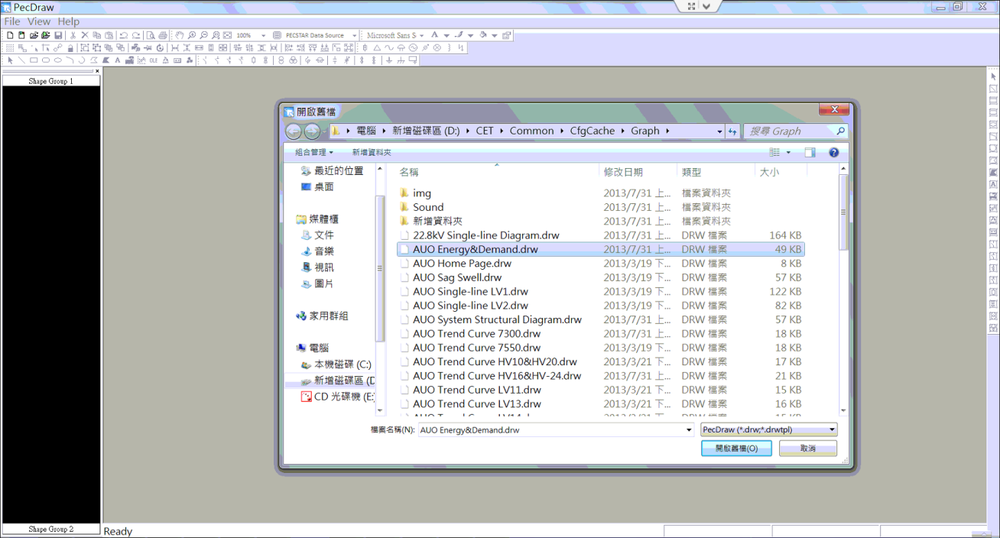 PecDraw
File View Help
100% PECSTAR Data Source Microsoft Sans S A
A OLE
Shape Group 1
開啟舊檔
電腦 新增磁碟區 (D:) CET Common CfgCache Graph 搜尋 Graph
組合管理 新增資料夾
最近的位置
桌面
媒體櫃
文件
音樂
視訊
圖片
家用群組
電腦
本機磁碟 (C:)
新增磁碟區 (D
CD 光碟機 (E:
名稱 修改日期 類型 大小
img 2013/7/31 上... 檔案資料夾
Sound 2013/7/31 上... 檔案資料夾
新增資料夾 2013/7/31 上... 檔案資料夾
22.8kV Single-line Diagram.drw 2013/7/31 上... DRW 檔案 164 KB
AUO Energy&Demand.drw 2013/7/31 上... DRW 檔案 49 KB
AUO Home Page.drw 2013/3/19 下... DRW 檔案 8 KB
AUO Sag Swell.drw 2013/3/19 下... DRW 檔案 57 KB
AUO Single-line LV1.drw 2013/3/19 下... DRW 檔案 122 KB
AUO Single-line LV2.drw 2013/3/19 下... DRW 檔案 82 KB
AUO System Structural Diagram.drw 2013/7/31 上... DRW 檔案 57 KB
AUO Trend Curve 7300.drw 2013/7/31 上... DRW 檔案 18 KB
AUO Trend Curve 7550.drw 2013/3/19 下... DRW 檔案 18 KB
AUO Trend Curve HV10&HV20.drw 2013/3/21 下... DRW 檔案 17 KB
AUO Trend Curve HV16&HV-24.drw 2013/7/31 上... DRW 檔案 21 KB
AUO Trend Curve LV11.drw 2013/3/21 下... DRW 檔案 15 KB
AUO Trend Curve LV13.drw 2013/3/21 下... DRW 檔案 16 KB
檔案名稱(N): AUO Energy&Demand.drw PecDraw (*.drw;*.drwtpl)
開啟舊檔(O) 取消
Shape Group 2
Ready